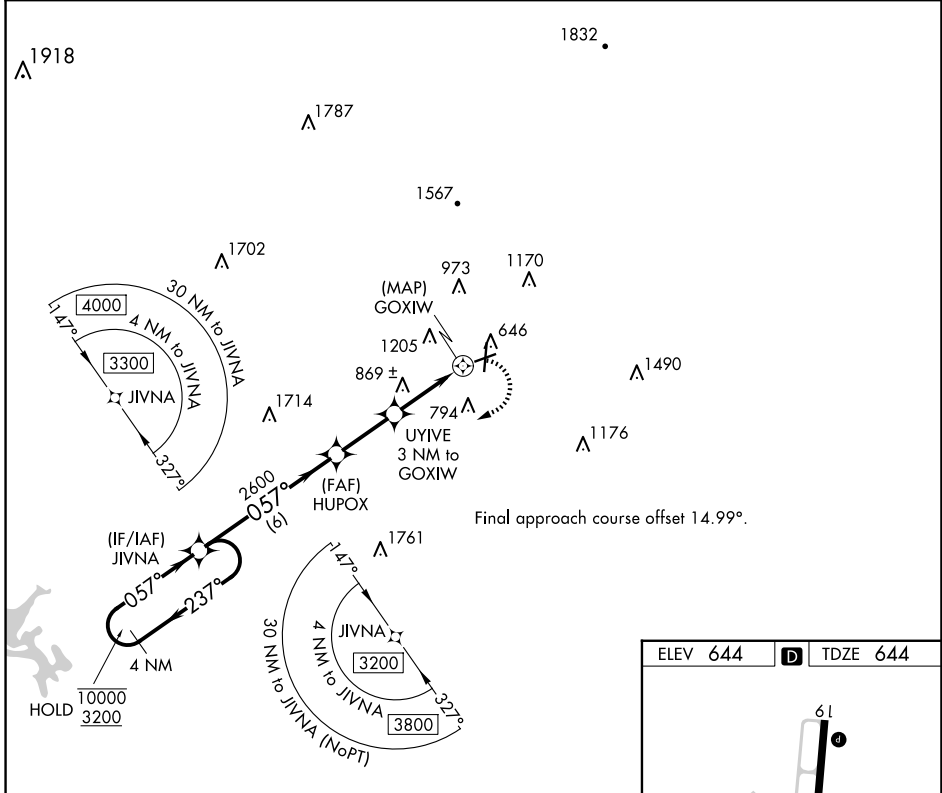 1832
1918
1787
1567
1702
973
1170
(MAP)
GOXIW
30 NM to JIVNA
4000
147°
4 NM to JIVNA
3300
JIVNA
327°
1205
646
869 ±
1490
1714
794
UYIVE
3 NM to
GOXIW
1176
2600
057°
(6)
(FAF)
HUPOX
Final approach course offset 14.99°.
(IF/IAF)
JIVNA
1761
147°
057°
237°
30 NM to JIVNA (NoPT)
4 NM to JIVNA
JIVNA
3200
327°
3800
4 NM
HOLD 10000
3200
ELEV 644 D TDZE 644
19
P